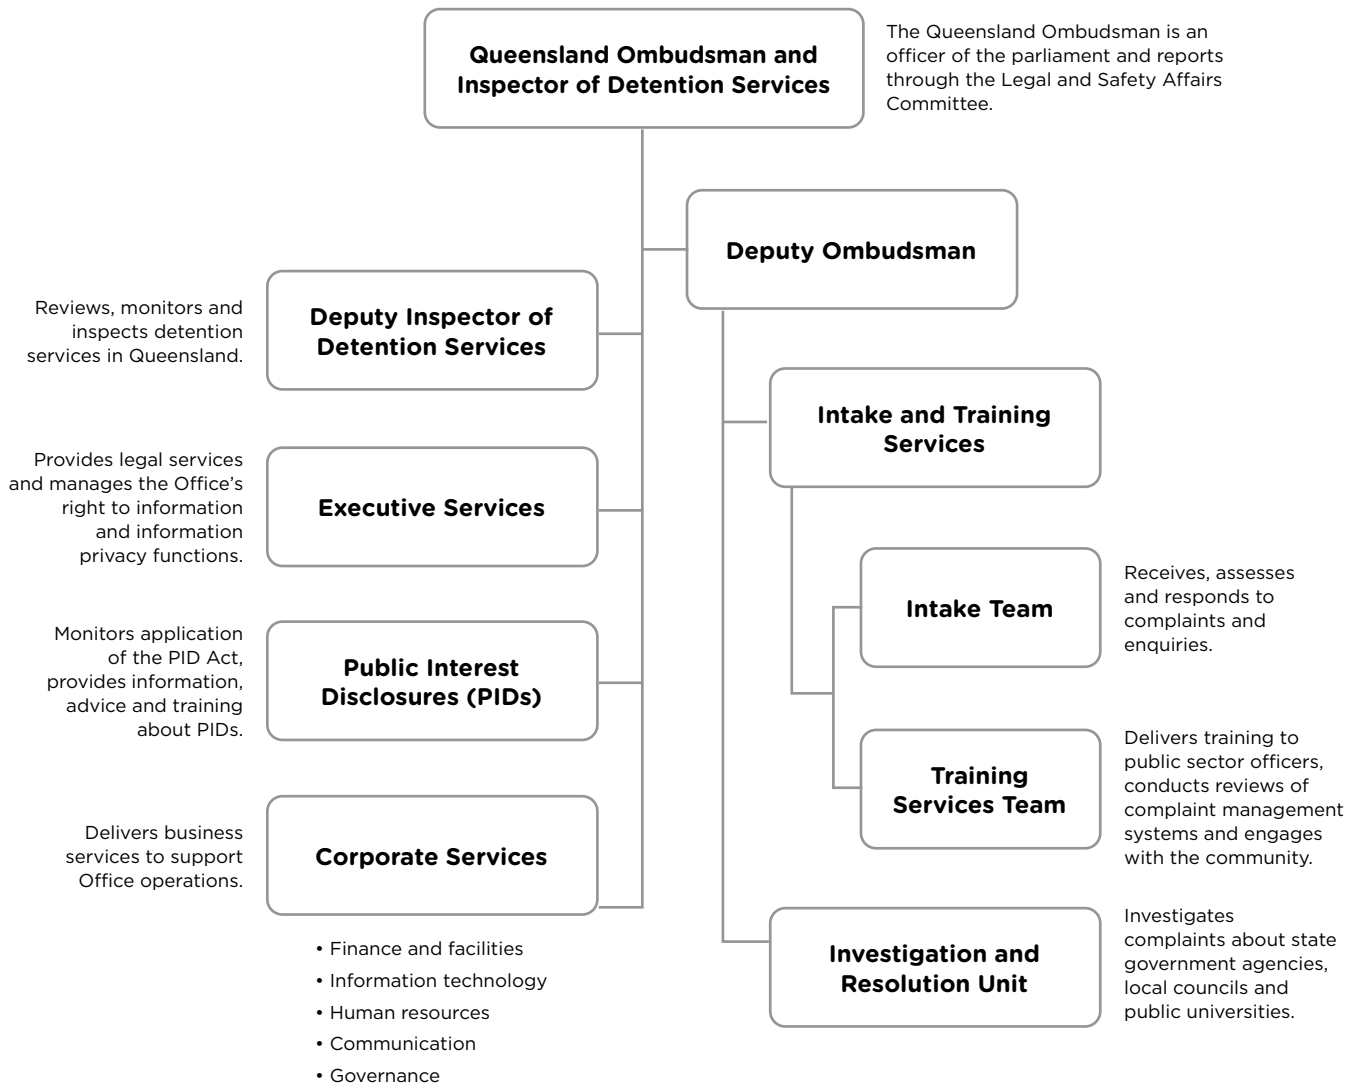 Queensland Ombudsman and
Inspector of Detention Services
The Queensland Ombudsman is an
officer of the parliament and reports
through the Legal and Safety Affairs
Committee.
Deputy Ombudsman
Reviews, monitors and
inspects detention
services in Queensland.
Deputy Inspector of
Detention Services
Intake and Training
Services
Provides legal services
and manages the Office’s
right to information
and information
privacy functions.
Executive Services
Intake Team
Receives, assesses
and responds to
complaints and
enquiries.
Monitors application
of the PID Act,
provides information,
advice and training
about PIDs.
Public Interest
Disclosures (PIDs)
Training
Services Team
Delivers training to
public sector officers,
conducts reviews of
complaint management
systems and engages
with the community.
Delivers business
services to support
Office operations.
Corporate Services
• Finance and facilities
• Information technology
• Human resources
• Communication
• Governance
Investigation and
Resolution Unit
Investigates
complaints about state
government agencies,
local councils and
public universities.